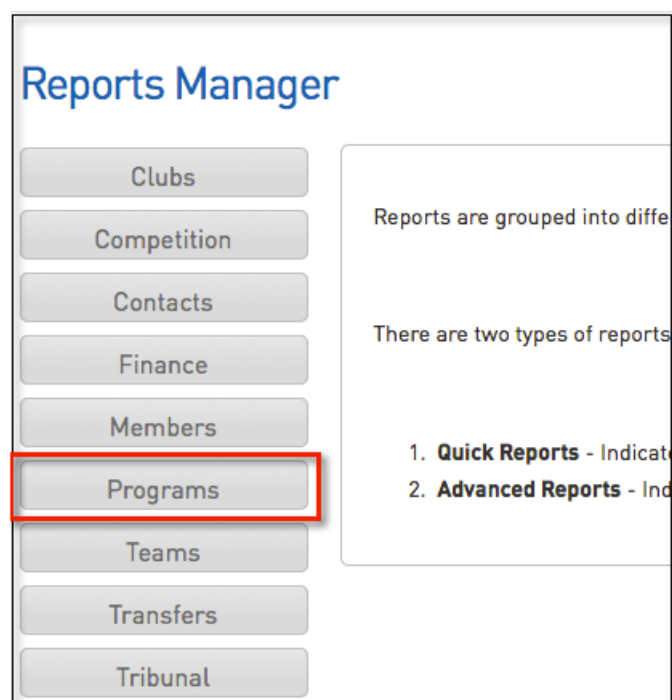 Reports Manager
Clubs
Competition
Contacts
Finance
Members
Programs
Teams
Transfers
Tribunal
Reports are grouped into diffe
There are two types of reports
1. Quick Reports - Indicate
2. Advanced Reports - Ind